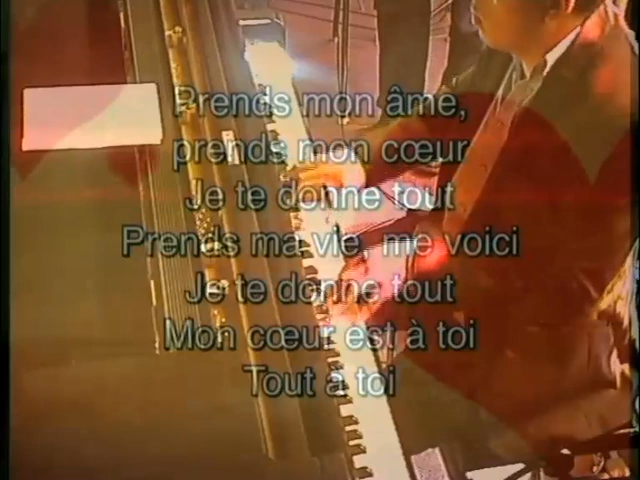 Prends mon âme,
prends mon cœur
Je te donne tout
Prends ma vie, me voici
Je te donne tout
Mon cœur est à toi
Tout à toi